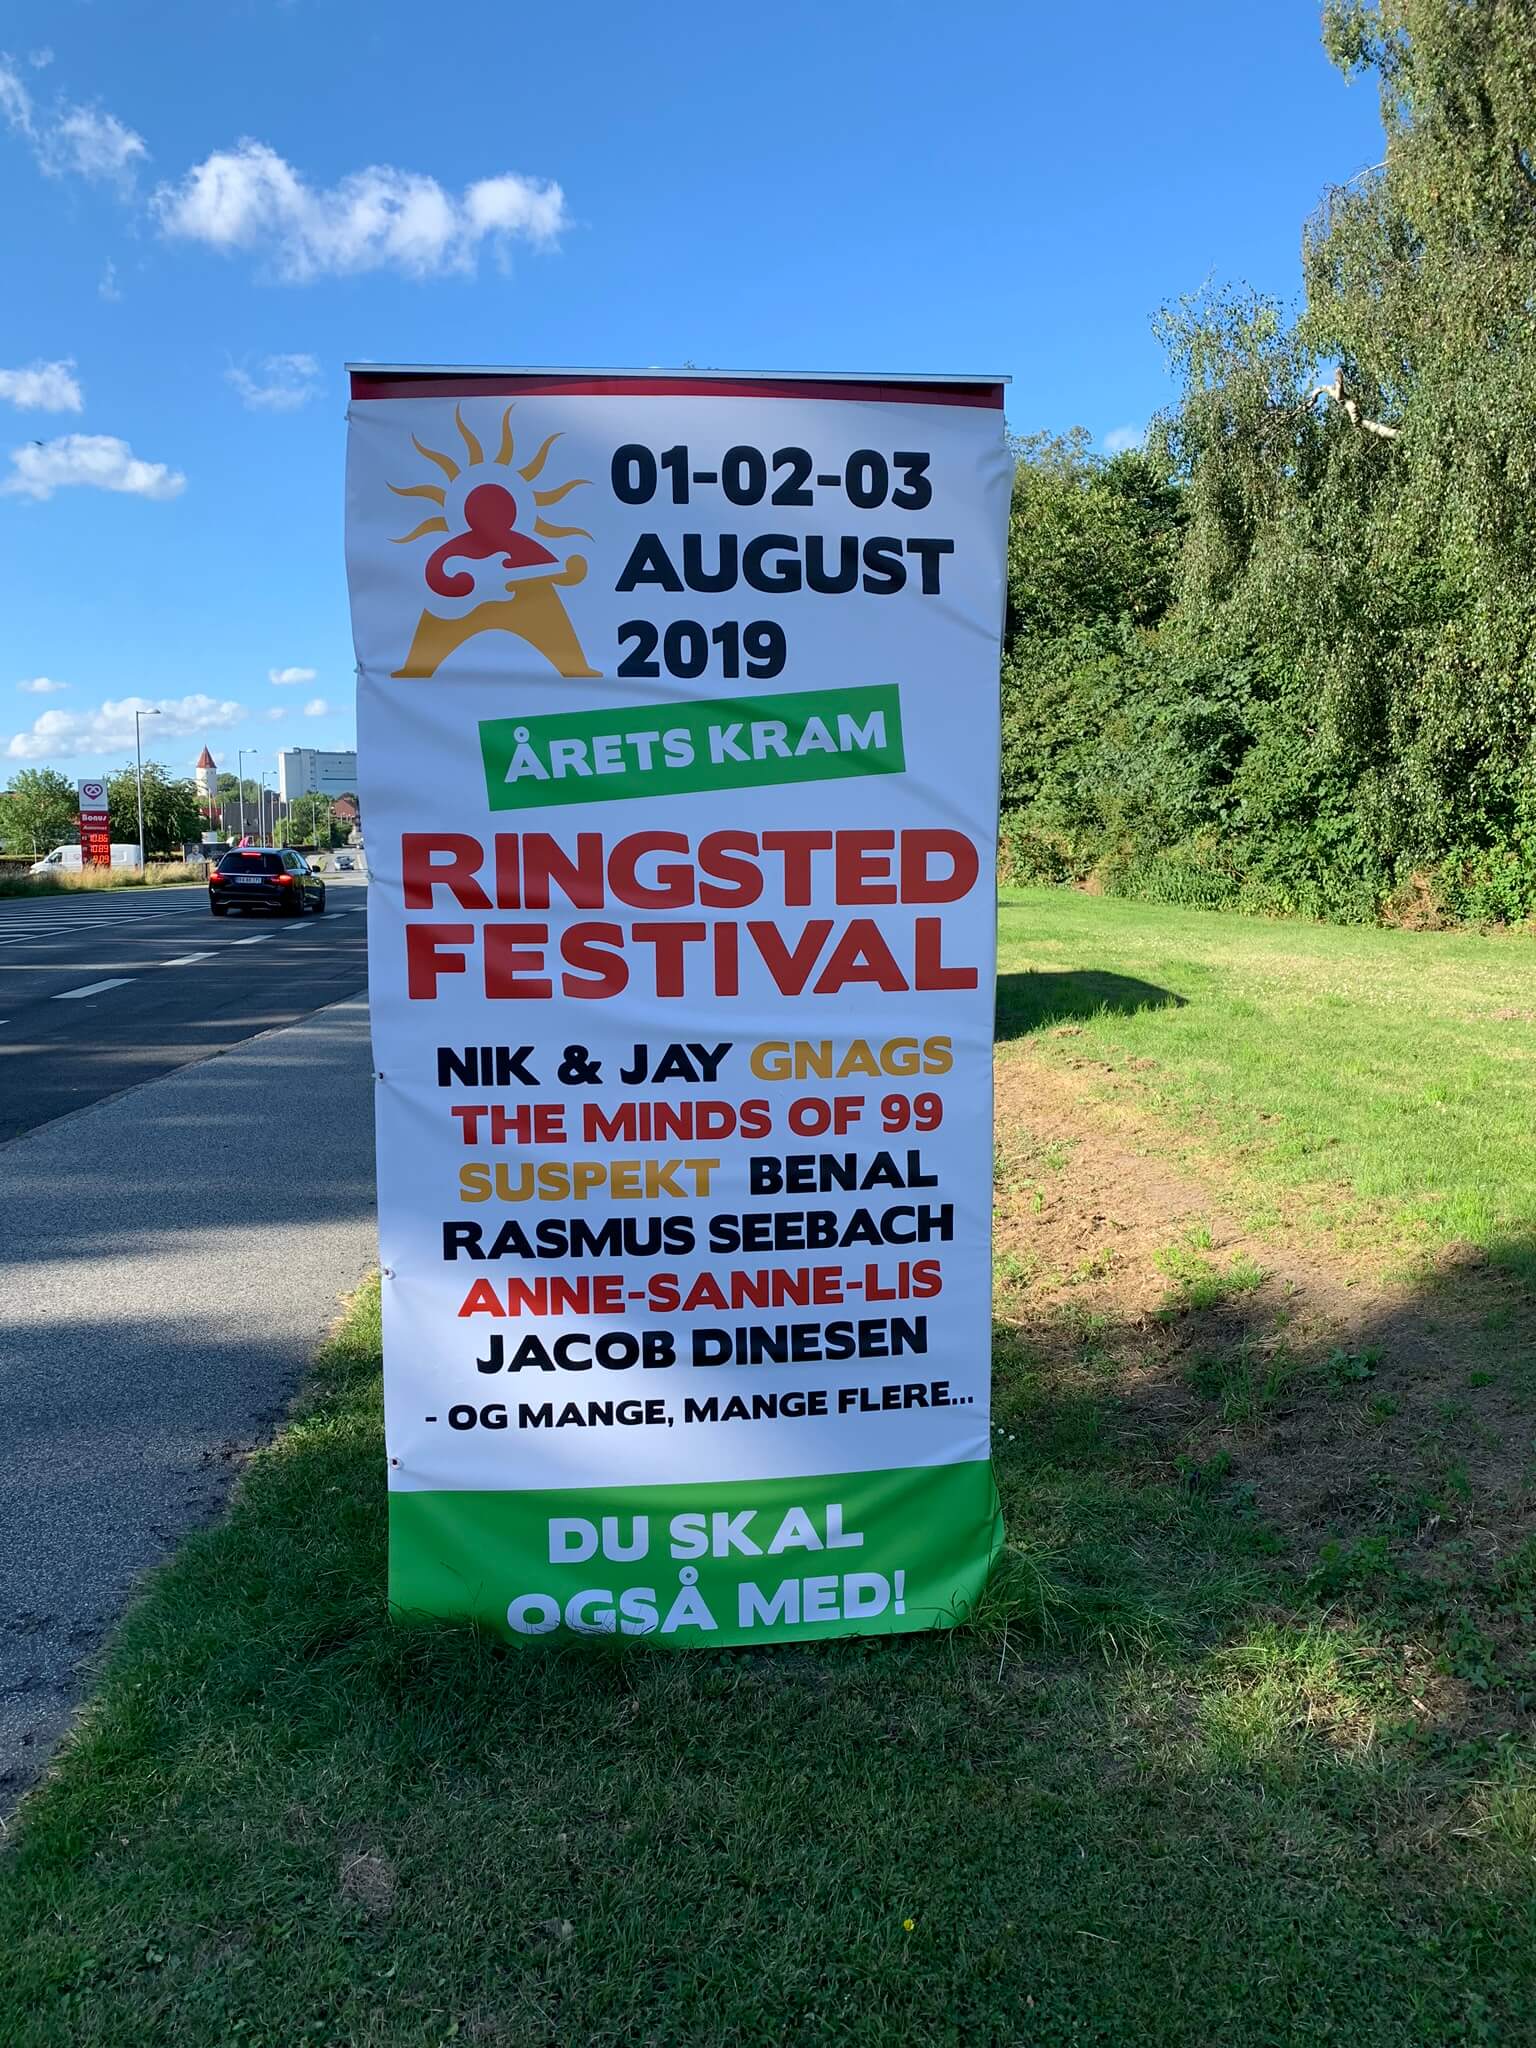 01-02-03
AUGUST
2019
ÅRETS KRAM
RINGSTED
FESTIVAL
NIK & JAY GNAGS
THE MINDS OF 99
SUSPEKT BENAL
RASMUS SEEBACH
ANNE-SANNE-LIS
JACOB DINESEN
- OG MANGE, MANGE FLERE...
DU SKAL
OGSÅ MED!
Bonus